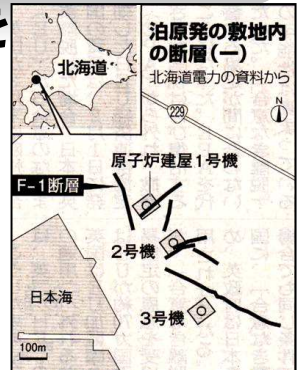 と
泊原発の敷地内
の断層(一)
北海道電力の資料から
北海道
229
N
原子炉建屋1号機
F-1断層
2号機
日本海
3号機
100m